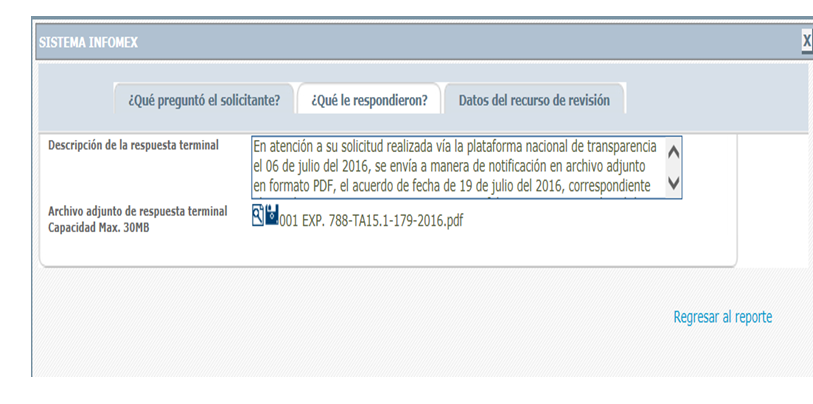 SISTEMA INFOMEX
X
¿Qué preguntó el solicitante?
¿Qué le respondieron?
Datos del recurso de revisión
Descripción de la respuesta terminal
En atención a su solicitud realizada vía la plataforma nacional de transparencia
el 06 de julio del 2016, se envía a manera de notificación en archivo adjunto
en formato PDF, el acuerdo de fecha de 19 de julio del 2016, correspondiente
Archivo adjunto de respuesta terminal
Capacidad Max. 30MB
001 EXP. 788-TA15.1-179-2016.pdf
Regresar al reporte